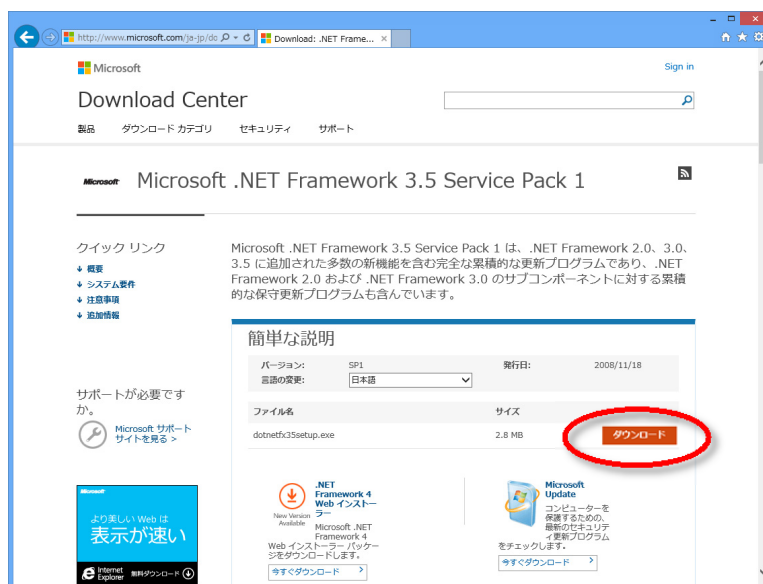 http://www.microsoft.com/ja-jp/do
Download: .NET Frame...
Microsoft
Sign in
Download Center
製品 ダウンロード カテゴリ セキュリティ サポート
Microsoft
Microsoft .NET Framework 3.5 Service Pack 1
クイック リンク
概要
システム要件
注意事項
追加情報
Microsoft .NET Framework 3.5 Service Pack 1 は、.NET Framework 2.0、3.0、
3.5 に追加された多数の新機能を含む完全な累積的な更新プログラムであり、.NET
Framework 2.0 および .NET Framework 3.0 のサブコンポーネントに対する累積
的な保守更新プログラムも含んでいます。
簡単な説明
バージョン: SP1 発行日: 2008/11/18
言語の変更: 日本語
ファイル名 サイズ
dotnetfx35setup.exe 2.8 MB ダウンロード
サポートが必要です
か。
Microsoft サポート
サイトを見る >
Microsoft
より美しい Web は
表示が速い
Internet
Explorer
無料ダウンロード
New Version
Available
.NET
Framework 4
Web インストー
ラー
Microsoft .NET
Framework 4
Web インストーラー パッケー
ジをダウンロードします。
今すぐダウンロード
Microsoft
Update
コンピューターを
保護するための、
最新のセキュリテ
ィ更新プログラム
をチェックします。
今すぐダウンロード